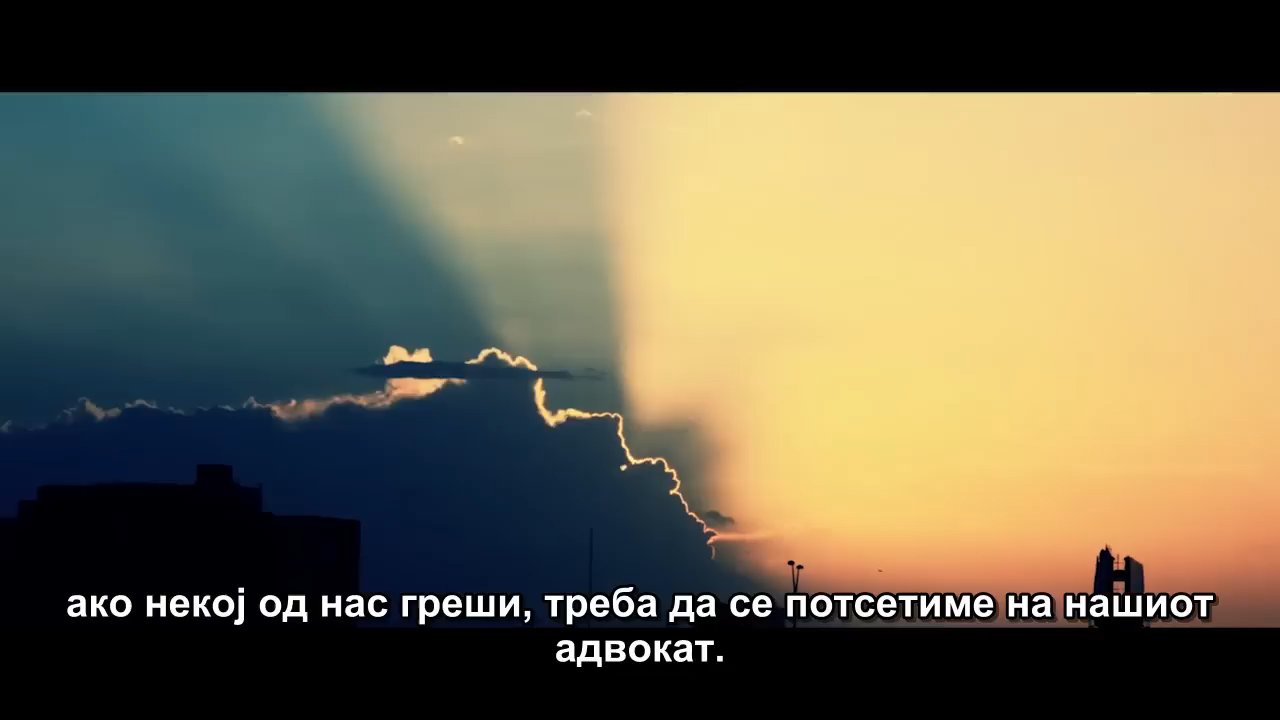 ако некој од нас греши, треба да се потсетиме на нашиот
адвокат.